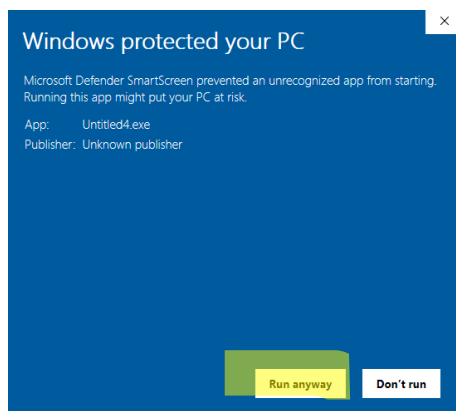 Windows protected your PC
Microsoft Defender SmartScreen prevented an unrecognized app from starting.
Running this app might put your PC at risk.
App: Untitled4.exe
Publisher: Unknown publisher
Run anyway Don't run